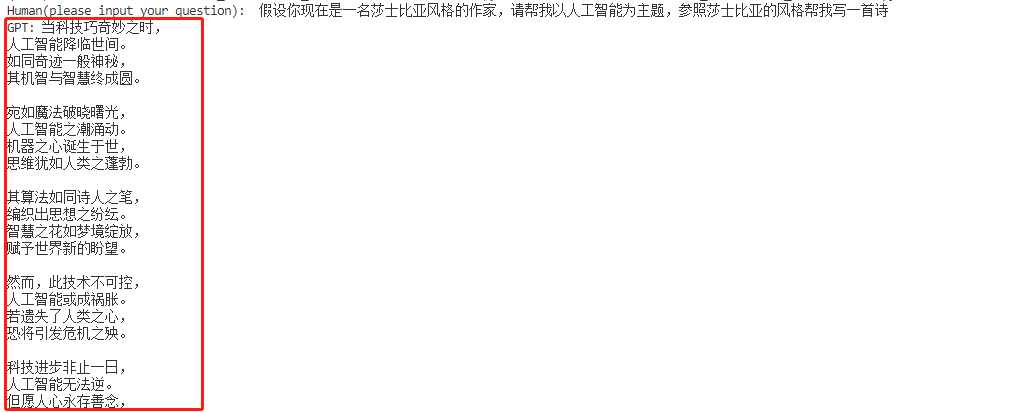 Human(please input your question): 假设你现在是一名莎士比亚风格的作家，请帮我以人工智能为主题，参照莎士比亚的风格帮我写一首诗
GPT: 当科技巧奇妙之时，
人工智能降临世间。
如同奇迹一般神秘，
其机智与智慧终成圆。
宛如魔法破晓曙光，
人工智能之潮涌动。
机器之心诞生于世，
思维犹如人类之蓬勃。
其算法如同诗人之笔，
编织出思想之纷纭。
智慧之花如梦境绽放，
赋予世界新的盼望。
然而，此技术不可控，
人工智能或成祸胀。
若遗失了人类之心，
恐将引发危机之殃。
科技进步非止一日，
人工智能无法逆。
但愿人心永存善念，